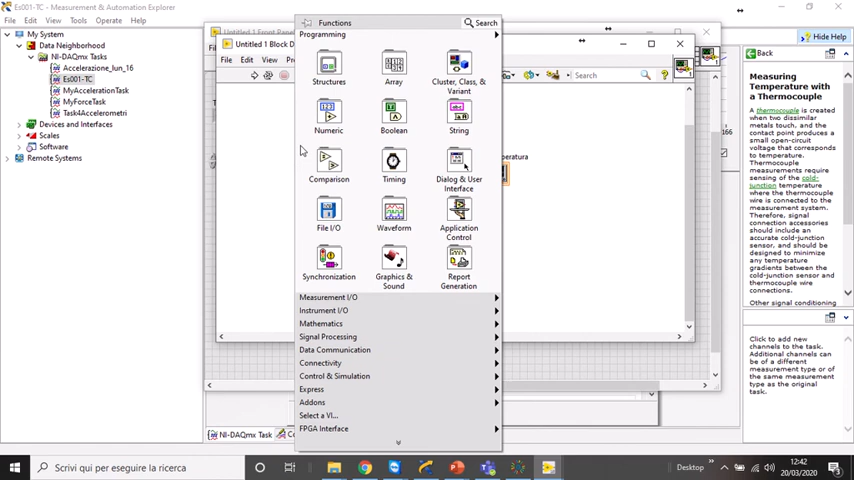 Es001-TC - Measurement & Automation Explorer
File Edit View Tools Help
My System
Data Neighborhood
NI-DAQmx Tasks
Accelerazione_lun_16
Es001-TC
MyAccelerationTask
MyForceTask
Task4Accelerometri
Devices and Interfaces
Scales
Software
Remote Systems
Untitled 1 Front Panel
Untitled 1 Block D
File Edit View
Search
peratura
166
NI-DAQmx Task
Functions
Search
Programming
Structures
Array
Cluster, Class, &
Variant
Numeric
Boolean
String
Comparison
Timing
Dialog & User
Interface
File I/O
Waveform
Application
Control
Synchronization
Graphics &
Sound
Report
Generation
Measurement I/O
Instrument I/O
Mathematics
Signal Processing
Data Communication
Connectivity
Control & Simulation
Express
Addons
Select a VI...
FPGA Interface
Hide Help
Back
Measuring
Temperature with
a Thermocouple
A thermocouple is
created when two
dissimilar metals touch,
and the contact point produces a
small open-circuit
voltage that corresponds
to temperature.
Thermocouple
measurements require
sensing of the cold-
junction temperature
where the thermocouple
wire is connected to the
measurement system.
Therefore, signal
connection accessories
should include an
accurate cold-junction
sensor, and should be
designed to minimize
any temperature
gradients between the
cold-junction sensor and
thermocouple wire
connections.
Other signal conditioning
Click to add new
channels to the task.
Additional channels can
be of a different
measurement type or of
the same measurement
type as the original task.
Scrivi qui per eseguire la ricerca
Desktop
12:42
20/03/2020